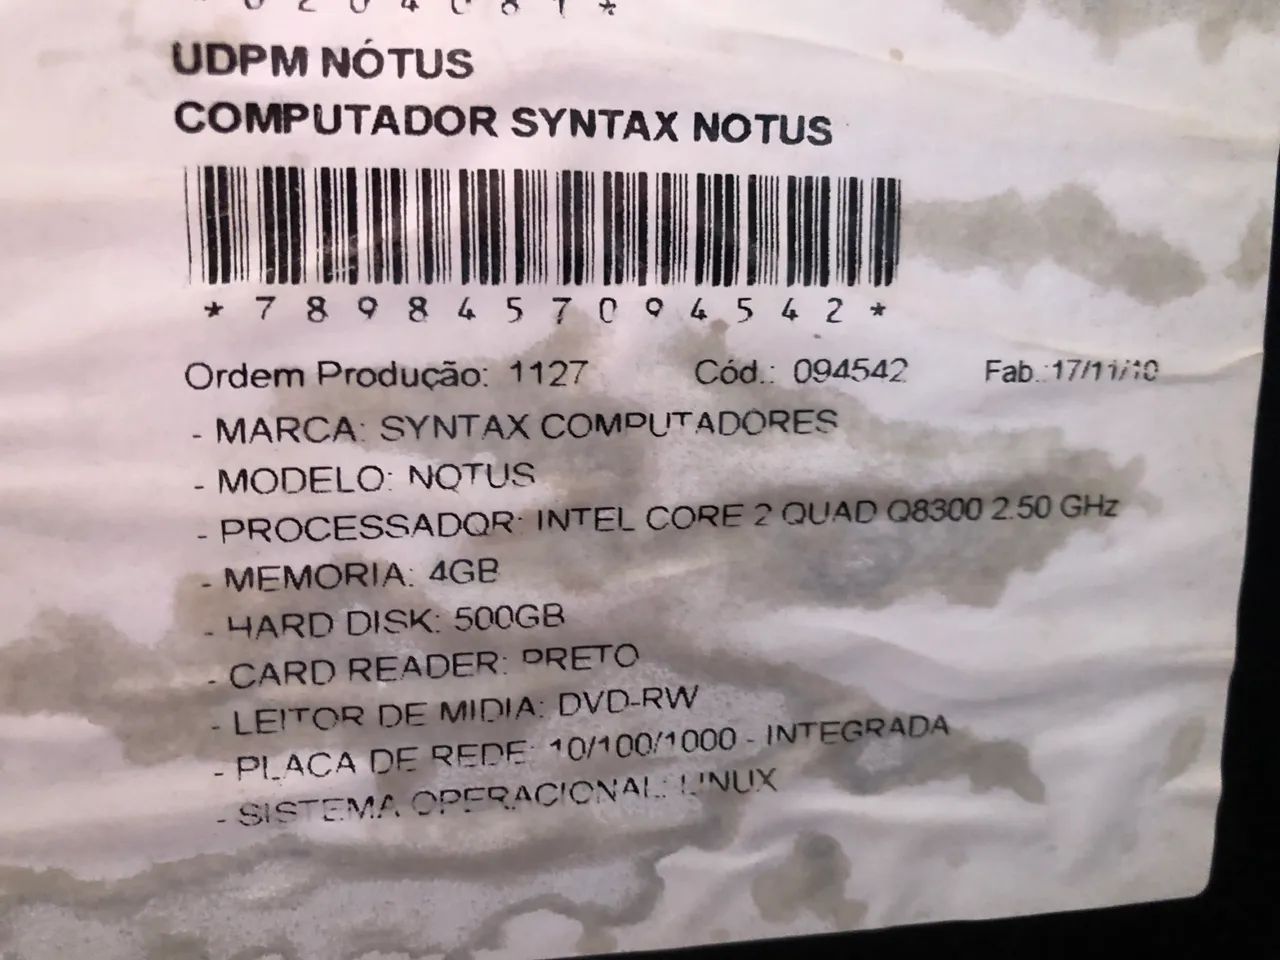 UDPM NÓTUS
COMPUTADOR SYNTAX NOTUS
*7898457094542*
Ordem Produção: 1127 Cód.: 094542 Fab.:17/11/10
- MARCA: SYNTAX COMPUTADORES
- MODELO: NOTUS
- PROCESSADOR: INTEL CORE 2 QUAD Q8300 2.50 GHz
- MEMORIA: 4GB
- HARD DISK: 500GB
- CARD READER: PRETO
- LEITOR DE MIDIA: DVD-RW
- PLACA DE REDE: 10/100/1000 - INTEGRADA
- SISTEMA OPERACIONAL: LINUX